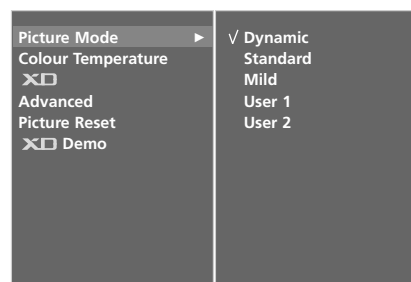 Picture Mode ►
Colour Temperature
XD
Advanced
Picture Reset
XD Demo
√ Dynamic
Standard
Mild
User 1
User 2